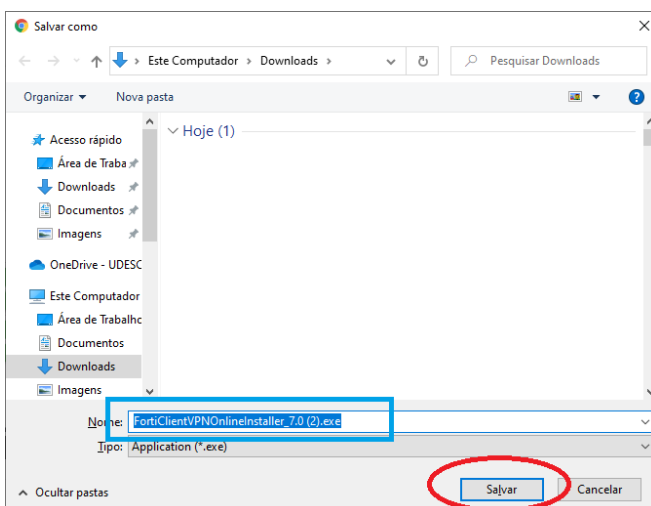 Salvar como
Este Computador > Downloads >
Pesquisar Downloads
Organizar
Nova pasta
Acesso rápido
Hoje (1)
Área de Traba
Downloads
Documentos
Imagens
OneDrive - UDESC
Este Computador
Área de Trabalho
Documentos
Downloads
Imagens
Nome: FortiClientVPNOnlineInstaller_7.0 (2).exe
Tipo: Application (*.exe)
Ocultar pastas
Salvar
Cancelar